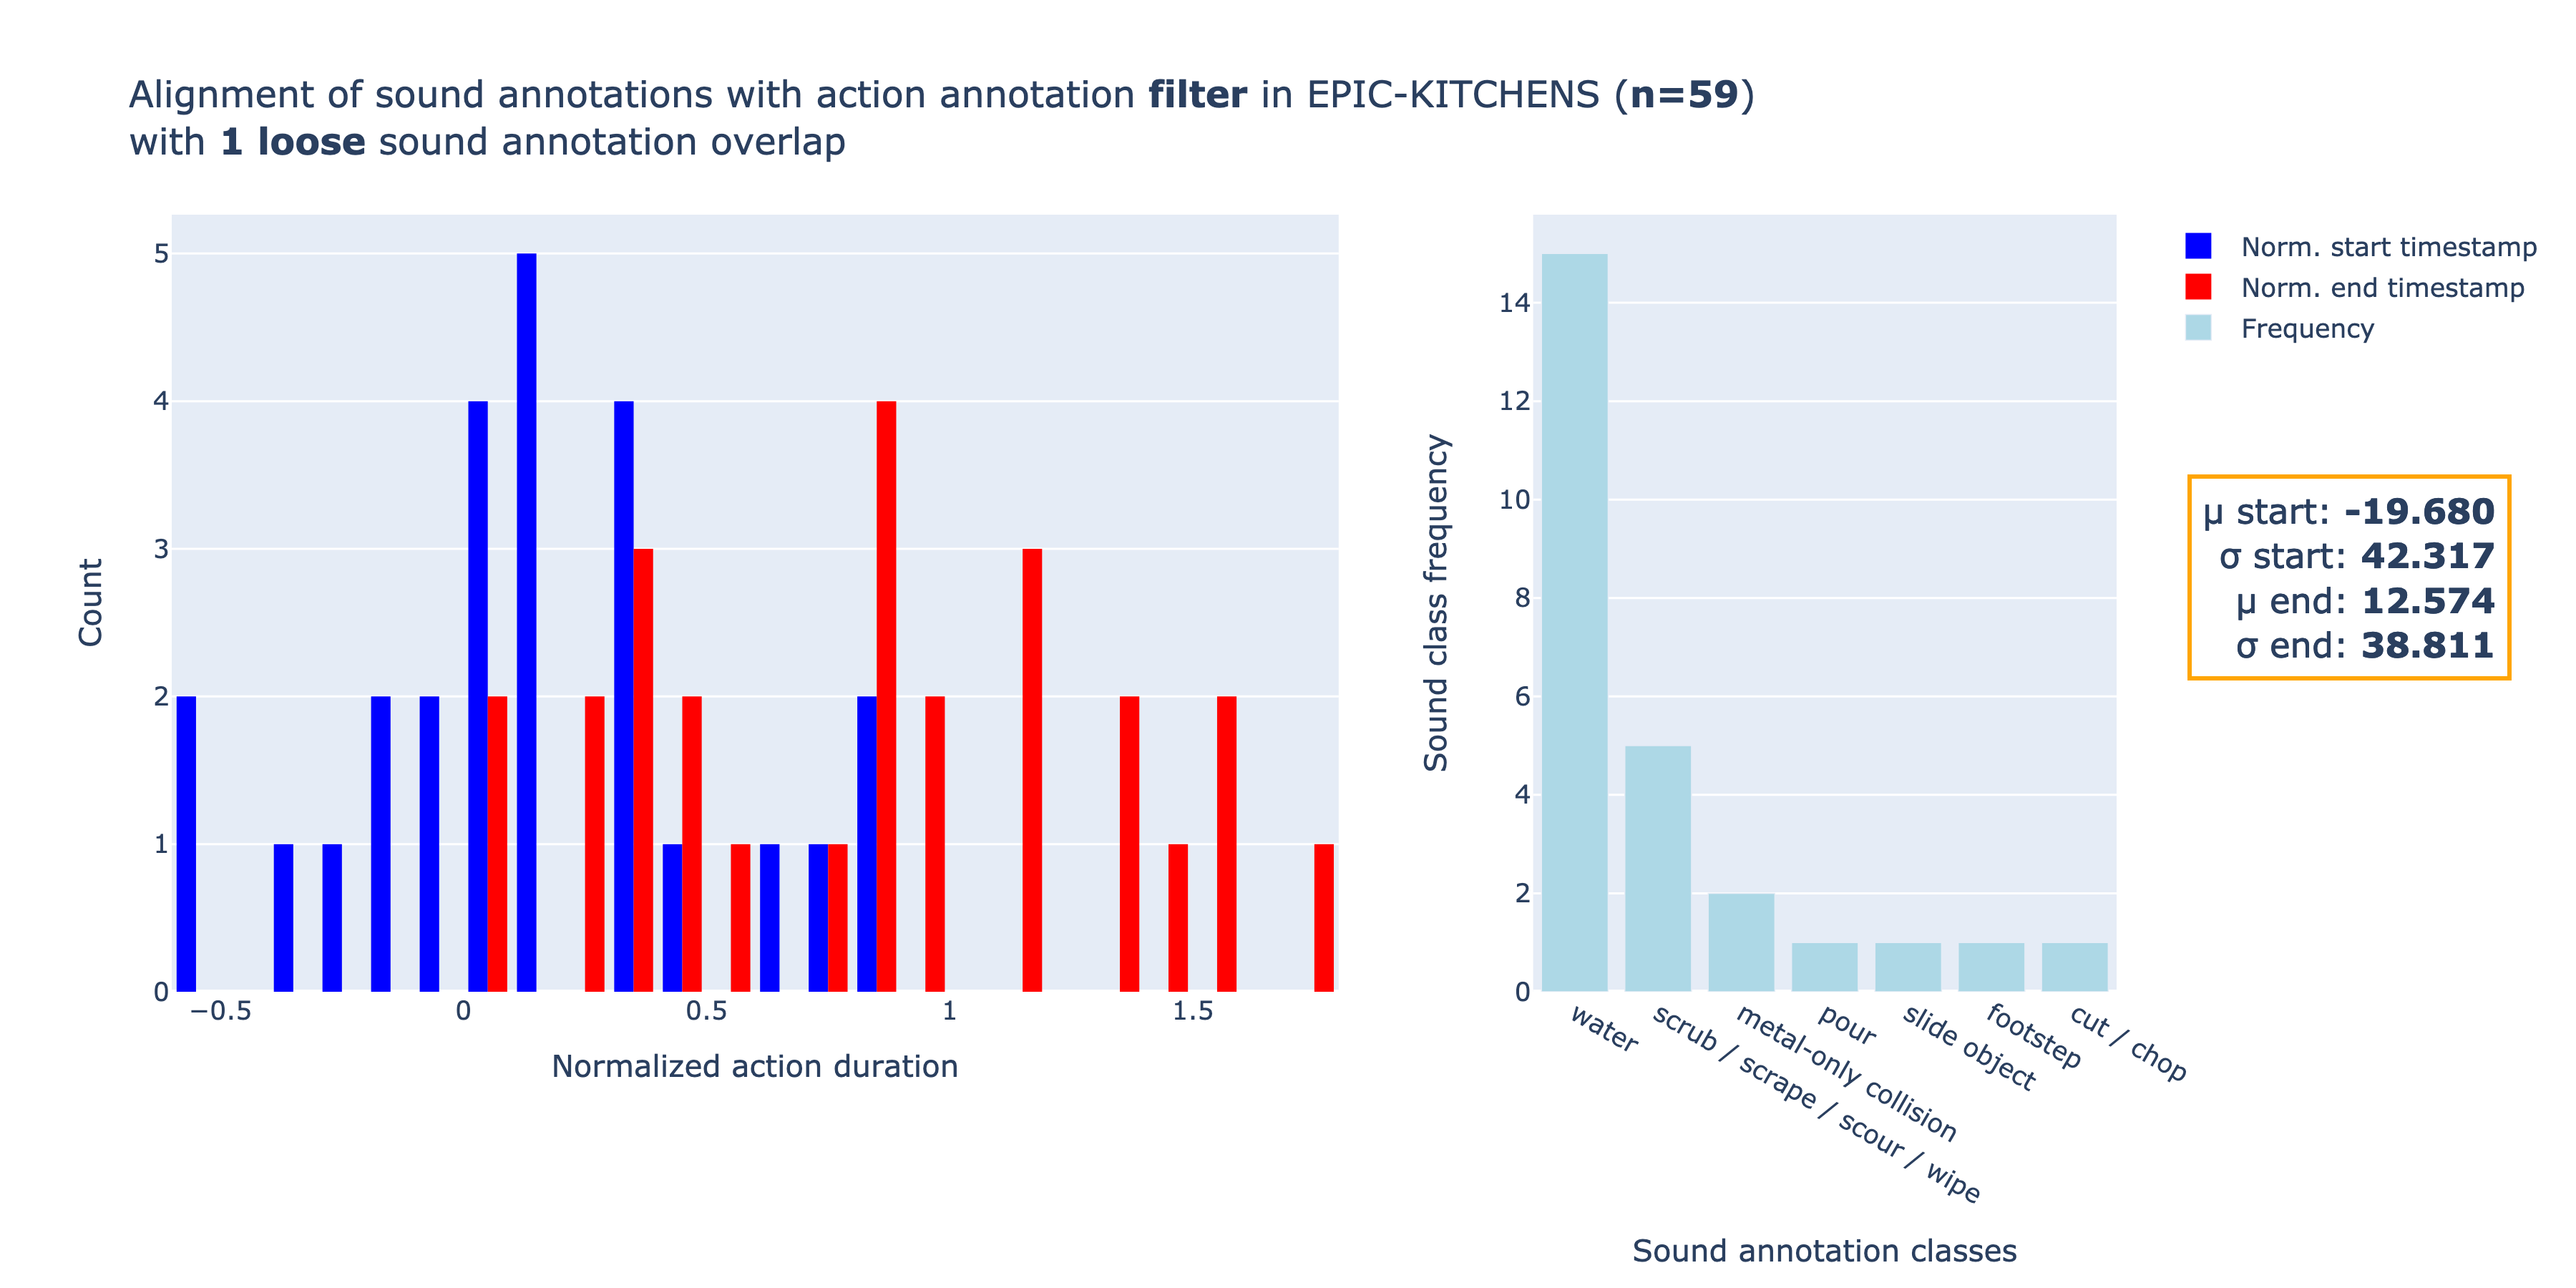 Alignment of sound annotations with action annotation filter in EPIC-KITCHENS (n=59)
with 1 loose sound annotation overlap
5
4
3
2
1
0
Count
−0.5
0
0.5
1
1.5
Normalized action duration
14
12
10
8
6
4
2
0
Sound class frequency
water
scrub / scrape / scour / wipe
metal-only collision
pour
slide object
footstep
cut / chop
Sound annotation classes
Norm. start timestamp
Norm. end timestamp
Frequency
μ start: -19.680
σ start: 42.317
μ end: 12.574
σ end: 38.811